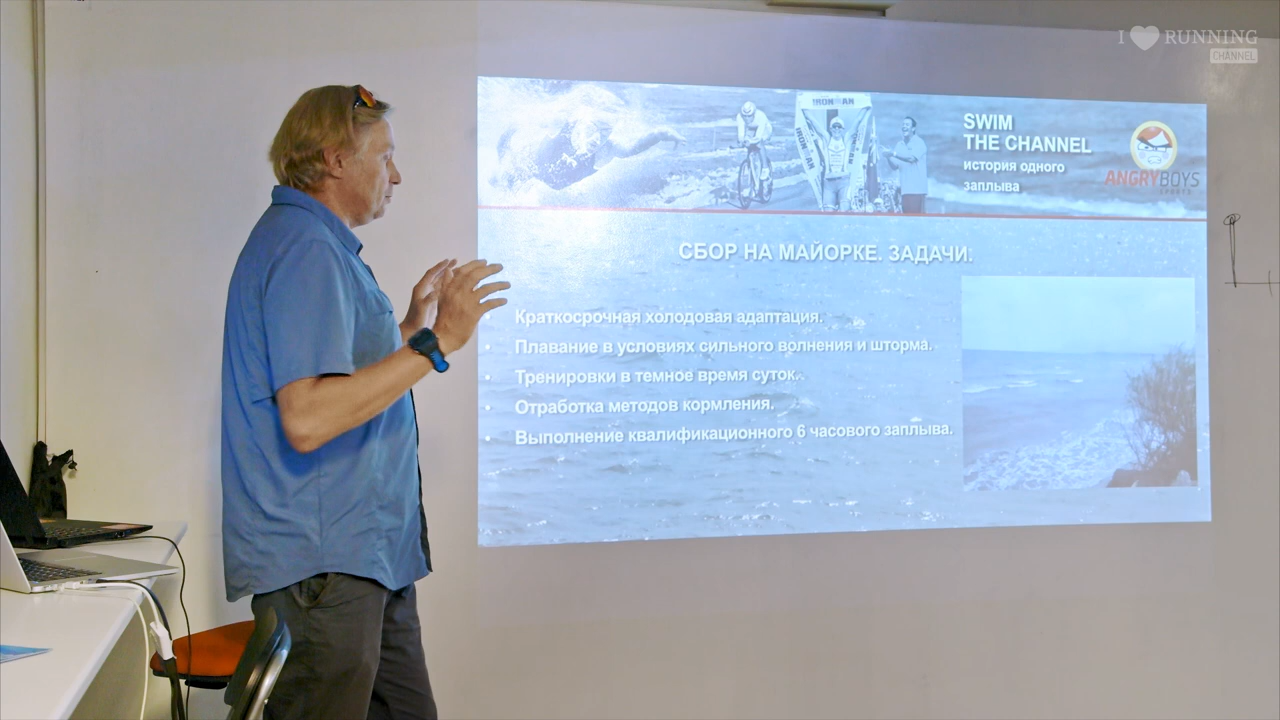 I RUNNING
CHANNEL
IRONMAN
SWIM
THE CHANNEL
история одного
заплыва
ANGRYBOYS
SPORTS
СБОР НА МАЙОРКЕ. ЗАДАЧИ:
Краткосрочная холодовая адаптация.
Плавание в условиях сильного волнения и шторма.
Тренировки в темное время суток.
Отработка методов кормления.
Выполнение квалификационного 6 часового заплыва.